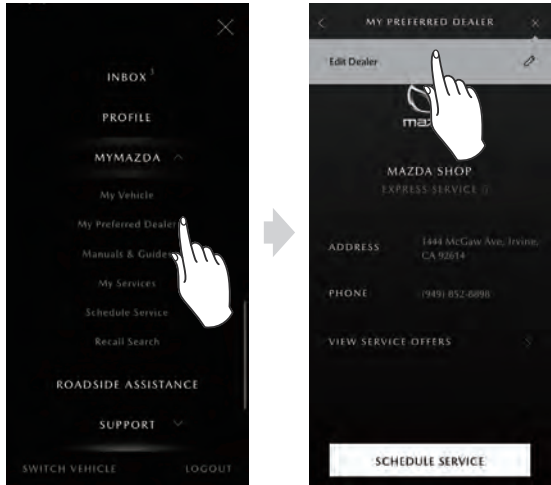 INBOX 3
PROFILE
MYMAZDA
My Vehicle
My Preferred Dealer
Manuals & Guides
My Services
Schedule Service
Recall Search
ROADSIDE ASSISTANCE
SUPPORT
SWITCH VEHICLE
LOGOUT
MY PREFERRED DEALER
Edit Dealer
MAZDA SHOP
EXPRESS SERVICE
ADDRESS
1444 McGaw Ave, Irvine,
CA 92614
PHONE
(949) 852-8898
VIEW SERVICE OFFERS
SCHEDULE SERVICE